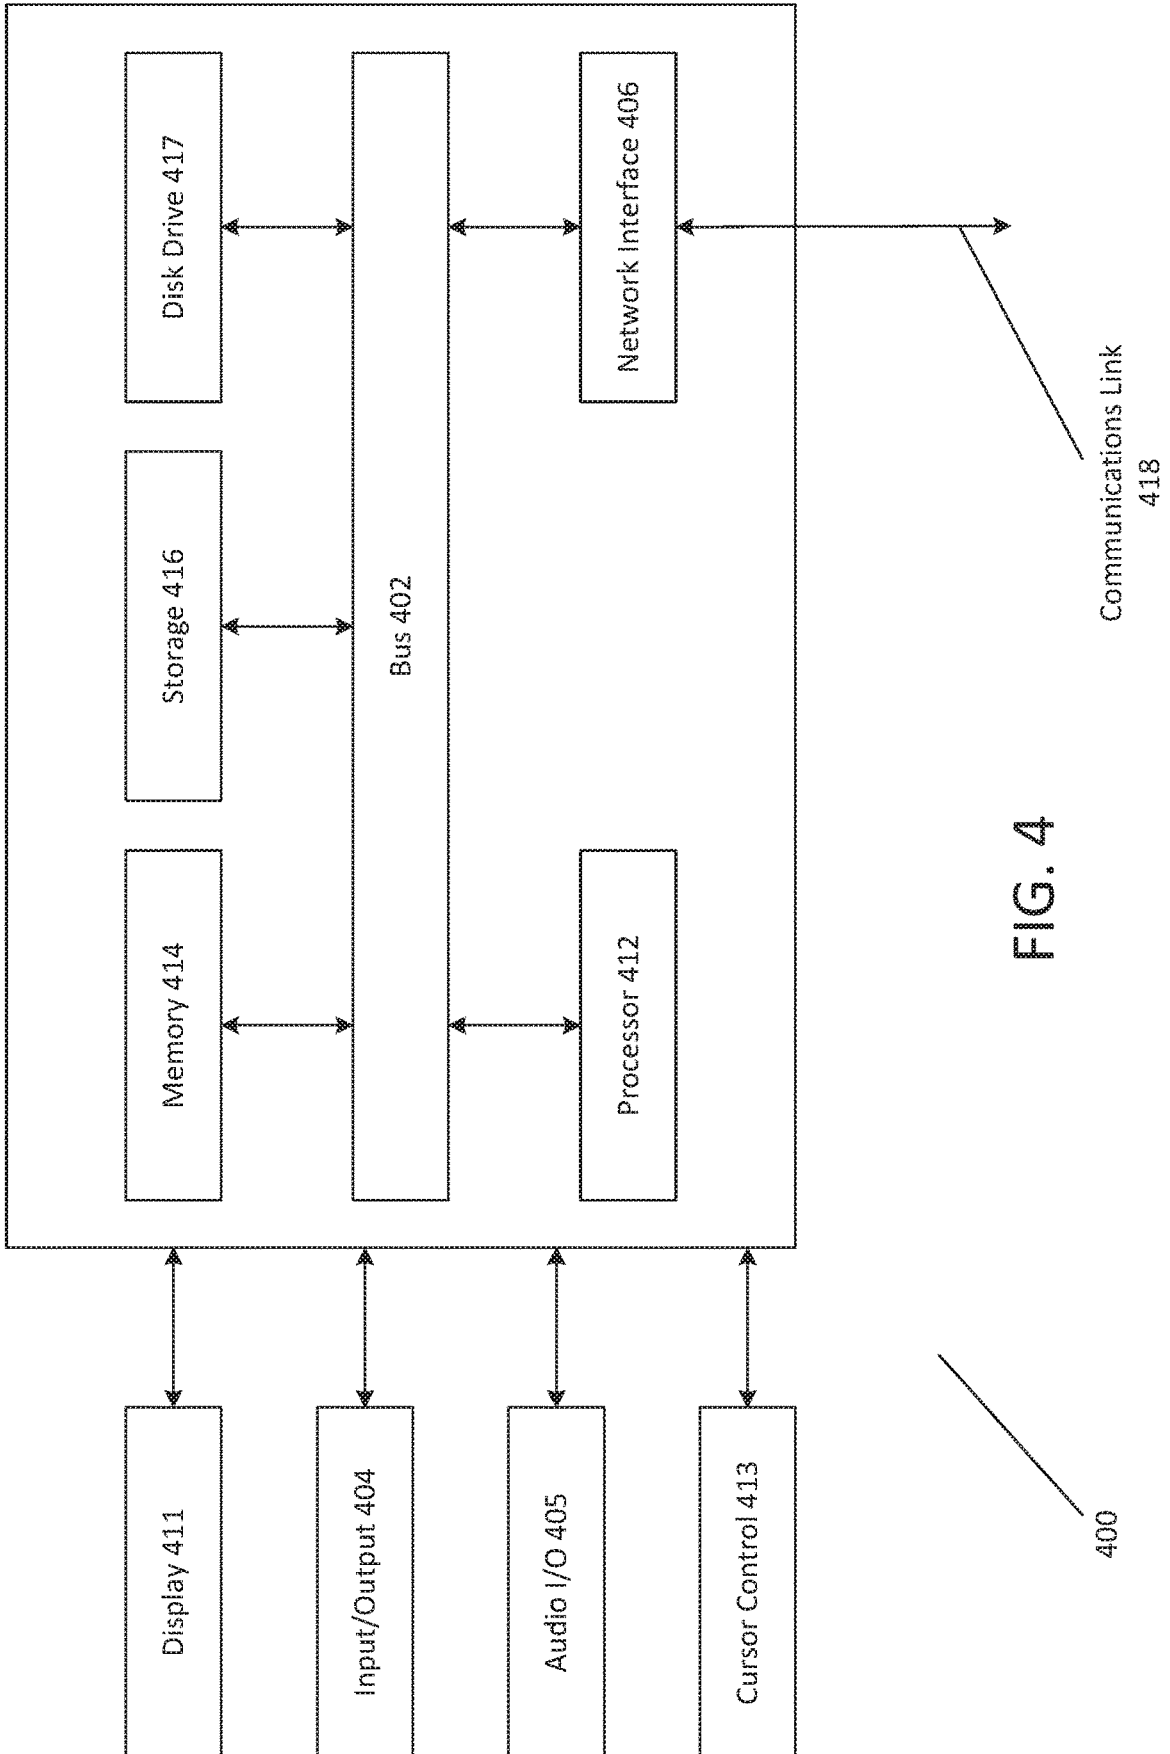 Display 411
Input/Output 404
Audio I/O 405
Cursor Control 413
Memory 414
Storage 416
Disk Drive 417
Bus 402
Processor 412
Network Interface 406
Communications Link
418
400
FIG. 4